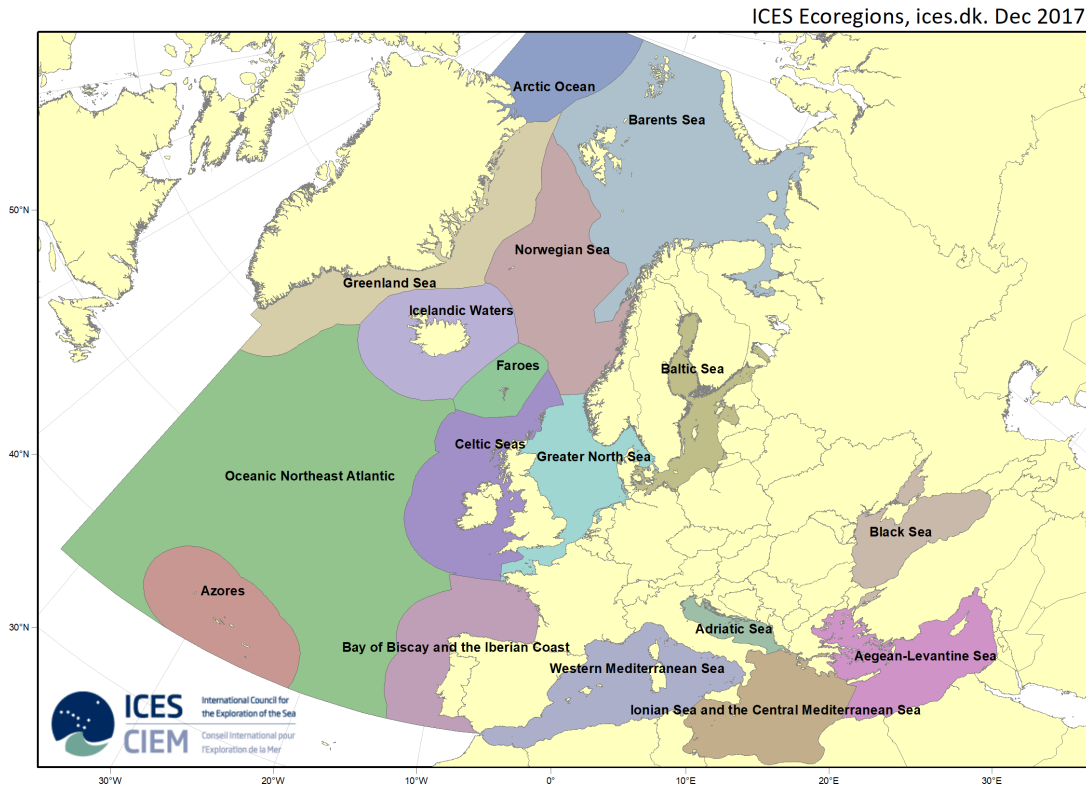 ICES Ecoregions, ices.dk. Dec 2017
Arctic Ocean
Barents Sea
50°N
Norwegian Sea
Greenland Sea
Icelandic Waters
Faroes
Baltic Sea
Celtic Seas
40°N
Greater North Sea
Oceanic Northeast Atlantic
Black Sea
Azores
30°N
Adriatic Sea
Bay of Biscay and the Iberian Coast
Aegean-Levantine Sea
Western Mediterranean Sea
Ionian Sea and the Central Mediterranean Sea
ICES
CIEM
International Council for
the Exploration of the Sea
Conseil International pour
l'Exploration de la Mer
30°W
20°W
10°W
0°
10°E
20°E
30°E